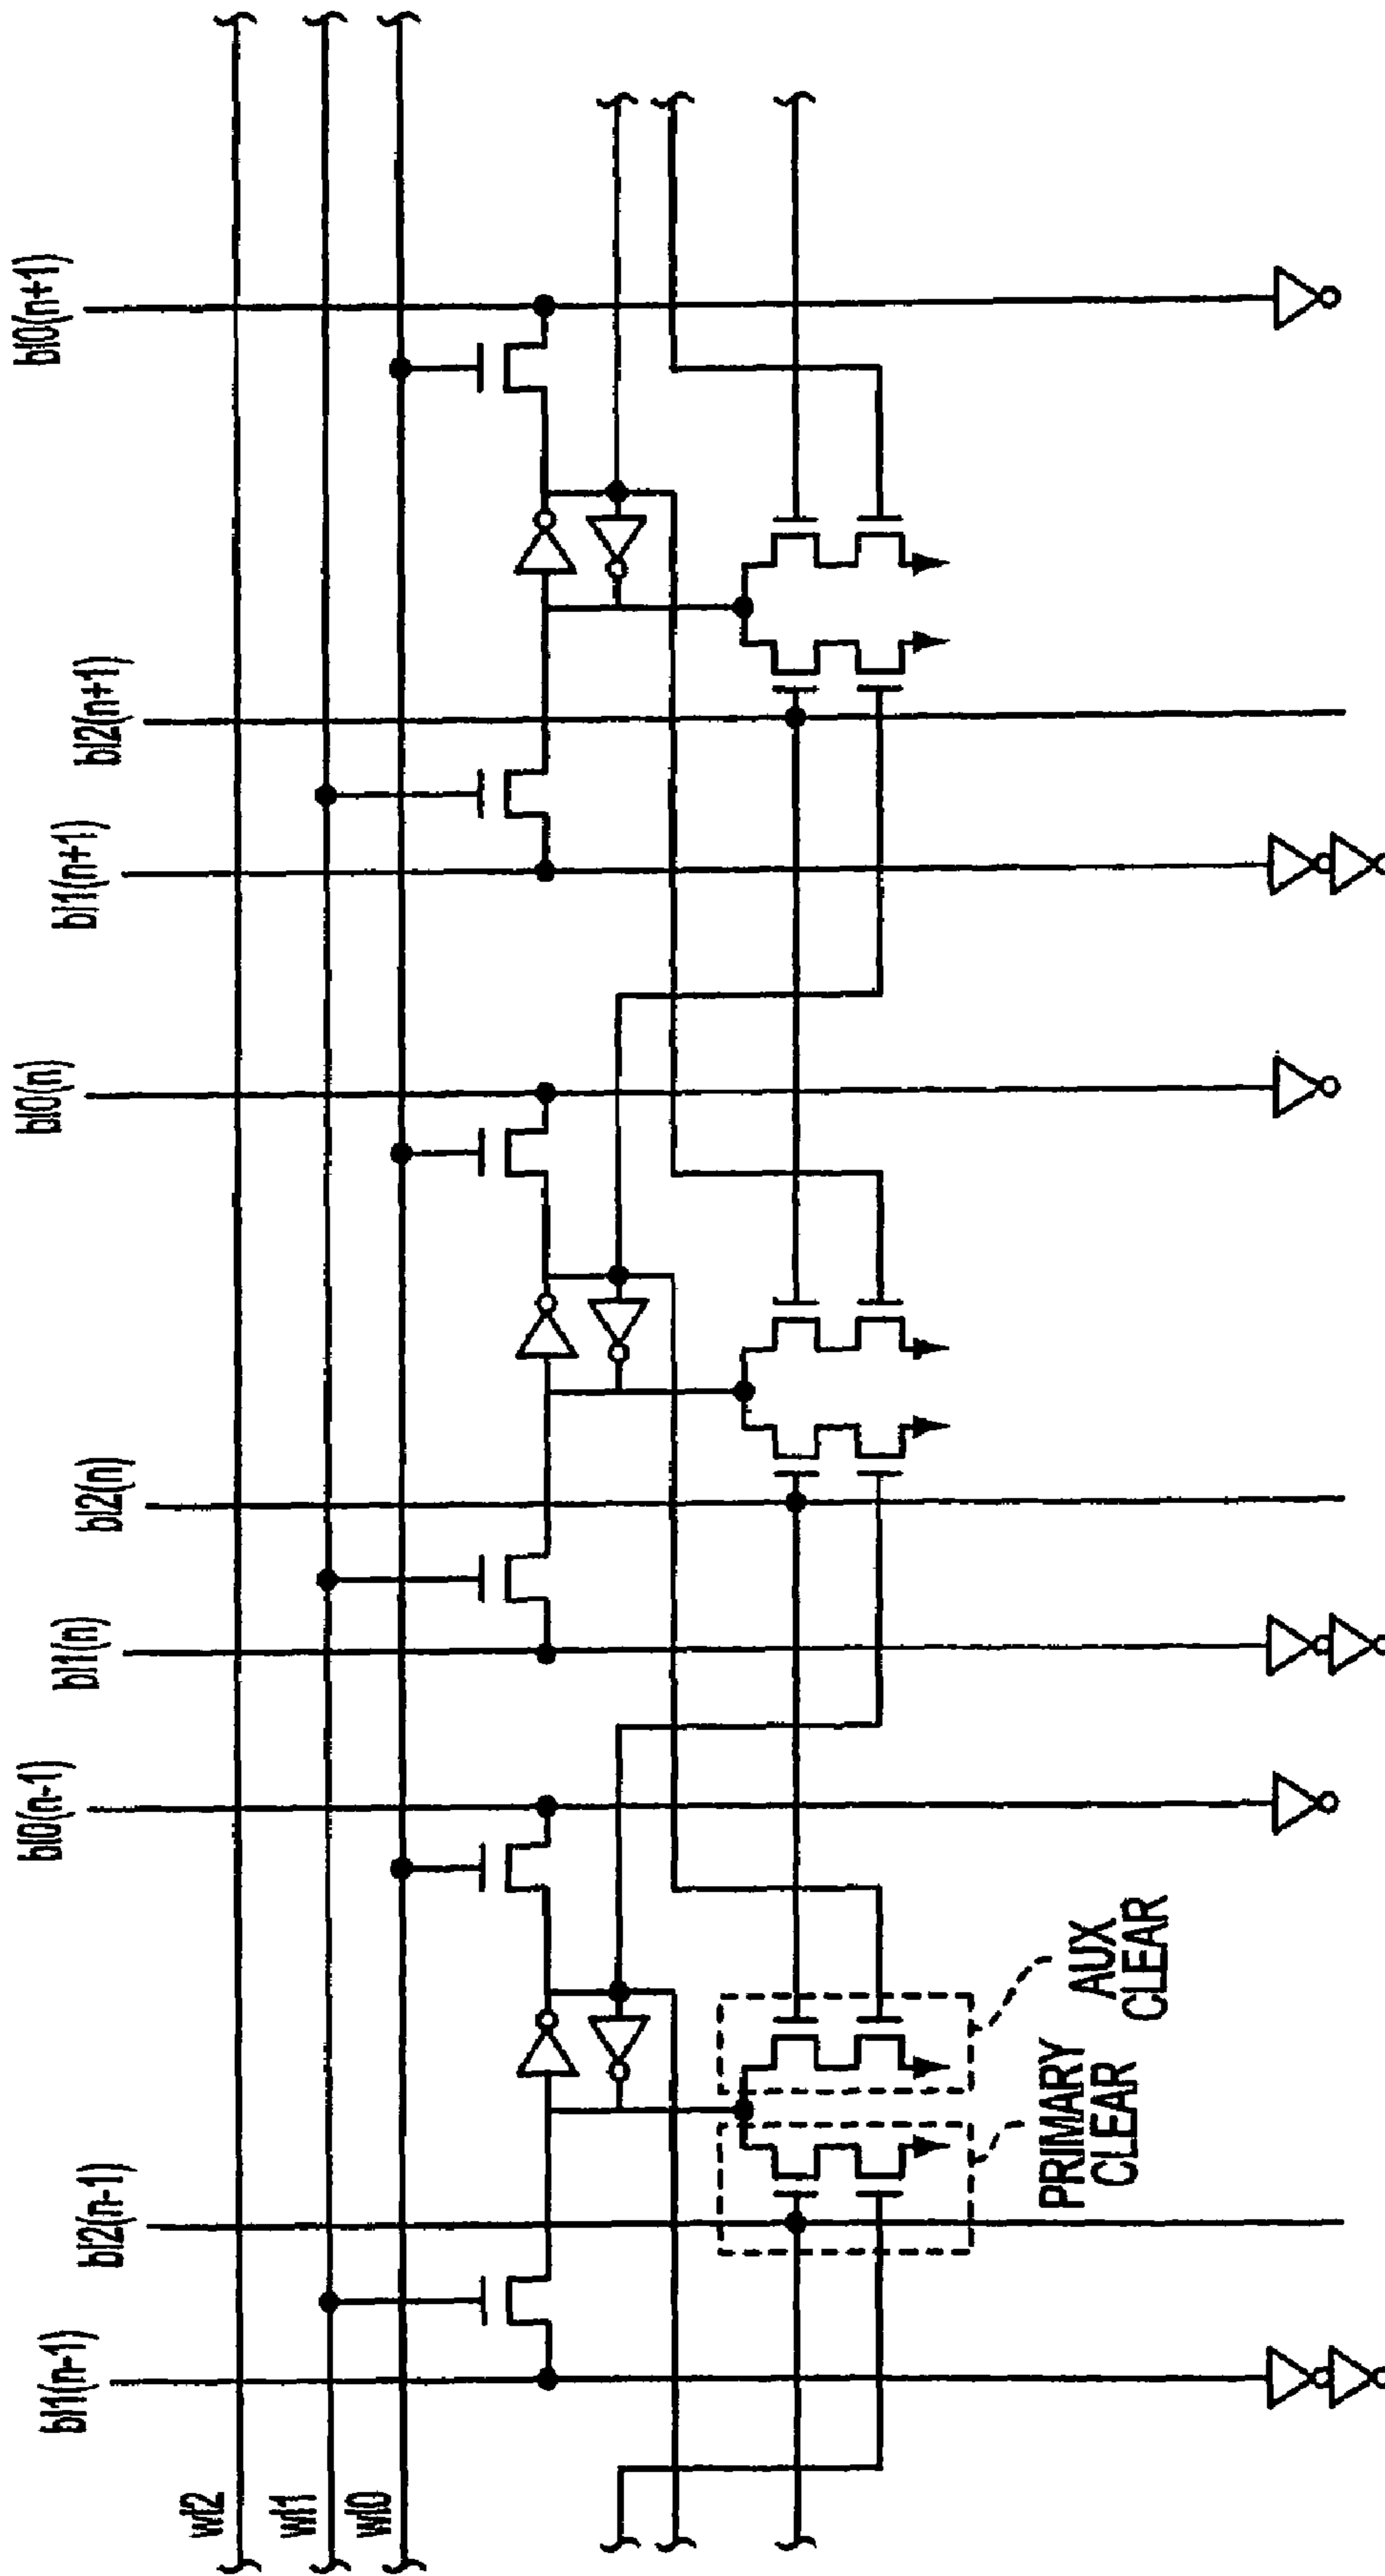 wl2
wl1
wl0
bl1(n-1)
bl2(n-1)
bl0(n-1)
bl1(n)
bl2(n)
bl0(n)
bl1(n+1)
bl2(n+1)
bl0(n+1)
PRIMARY
CLEAR
AUX
CLEAR